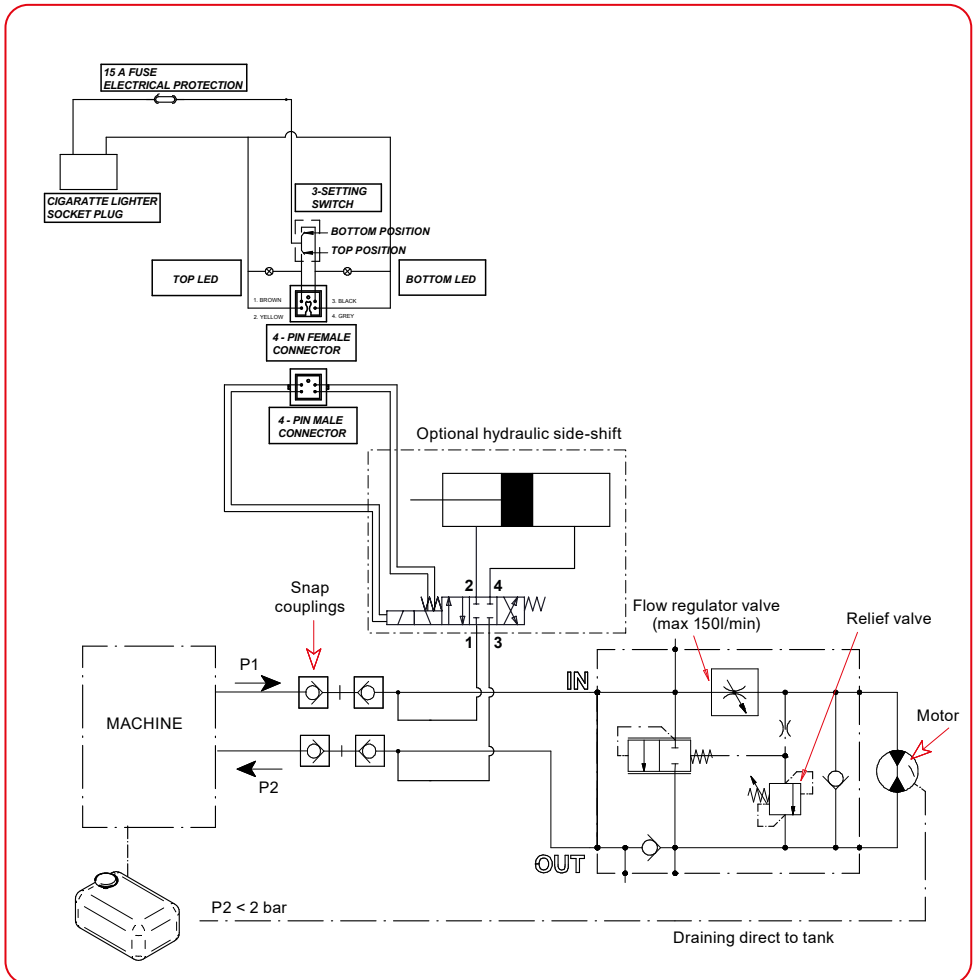 15 A FUSE
ELECTRICAL PROTECTION
CIGARATTE LIGHTER
SOCKET PLUG
3-SETTING
SWITCH
BOTTOM POSITION
TOP POSITION
TOP LED
BOTTOM LED
1. BROWN
3. BLACK
2. YELLOW
4. GREY
4 - PIN FEMALE
CONNECTOR
4 - PIN MALE
CONNECTOR
Optional hydraulic side-shift
2 4
1 3
Snap
couplings
Flow regulator valve
(max 150l/min)
Relief valve
P1
IN
MACHINE
Motor
P2
OUT
P2 < 2 bar
Draining direct to tank